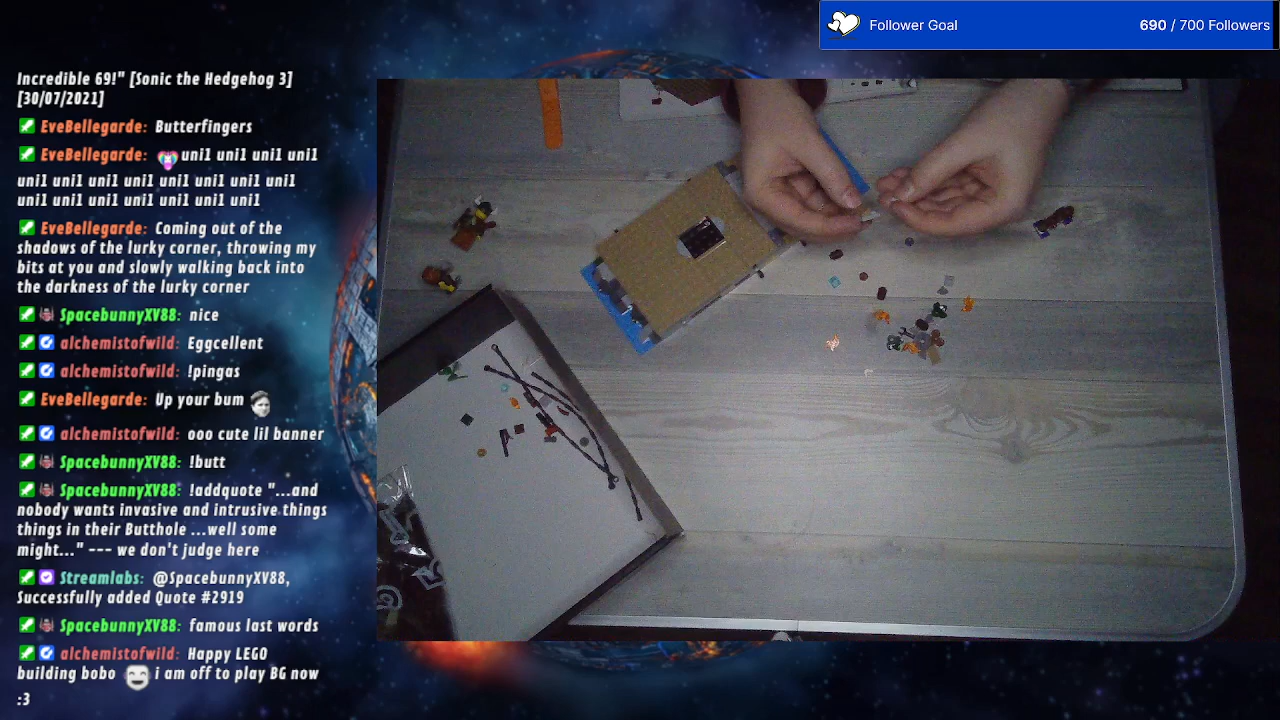 Follower Goal 690 / 700 Followers
Incredible 69!" [Sonic the Hedgehog 3]
[30/07/2021]
EveBellegarde: Butterfingers
EveBellegarde: uni1 uni1 uni1 uni1
uni1 uni1 uni1 uni1 uni1 uni1 uni1 uni1
uni1 uni1 uni1 uni1 uni1 uni1 uni1
EveBellegarde: Coming out of the
shadows of the lurky corner, throwing my
bits at you and slowly walking back into
the darkness of the lurky corner
SpacebunnyXV88: nice
alchemistofwild: Eggcellent
alchemistofwild: !pingas
EveBellegarde: Up your bum
alchemistofwild: ooo cute lil banner
SpacebunnyXV88: !butt
SpacebunnyXV88: !addquote "...and
nobody wants invasive and intrusive things
things in their Butthole ...well some
might..." --- we don't judge here
Streamlabs: @SpacebunnyXV88,
Successfully added Quote #2919
SpacebunnyXV88: famous last words
alchemistofwild: Happy LEGO
building bobo i am off to play BG now
:3